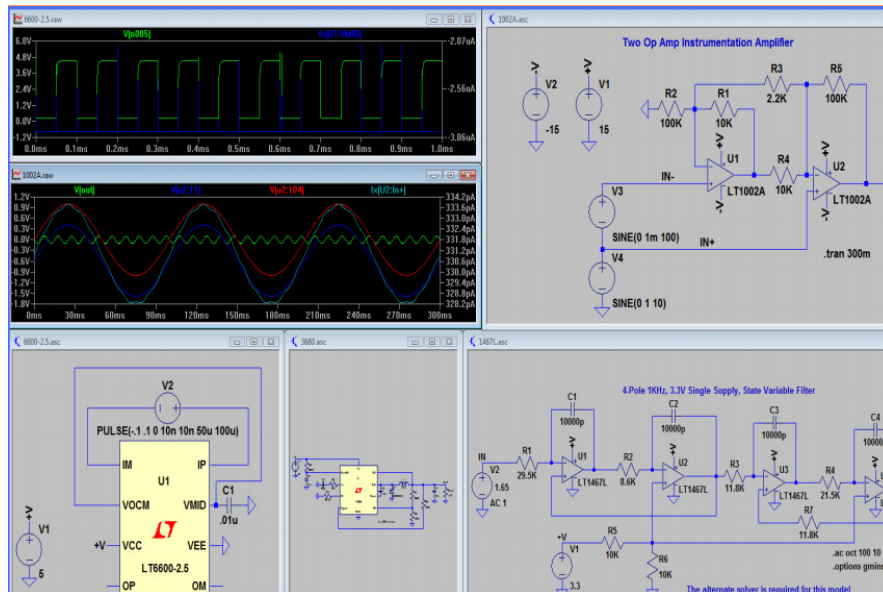 6600-2.5.raw
V(n005) Ix(U1:VMID)
6.0V
4.8V
3.6V
2.4V
1.2V
0.0V
-1.2V
-2.07uA
-2.56uA
-3.06uA
0.0ms 0.1ms 0.2ms 0.3ms 0.4ms 0.5ms 0.6ms 0.7ms 0.8ms 0.9ms 1.0ms
1002A.raw
V(out) V(u2:11) V(u2:104) Ix(U2:In+)
1.2V
0.9V
0.6V
0.3V
0.0V
-0.3V
-0.6V
-0.9V
-1.2V
-1.5V
-1.8V
334.2pA
333.6pA
333.0pA
332.4pA
331.8pA
331.2pA
330.6pA
330.0pA
329.4pA
328.8pA
328.2pA
0ms 30ms 60ms 90ms 120ms 150ms 180ms 210ms 240ms 270ms 300ms
1002A.asc
Two Op Amp Instrumentation Amplifier
-V
V2
-15
+V
V1
15
R2
100K
R1
10K
R3
2.2K
R5
100K
+V
U1
LT1002A
-V
R4
10K
+V
U2
LT1002A
-V
IN-
V3
SINE(0 1m 100)
IN+
V4
SINE(0 1 10)
.tran 300m
6600-2.5.asc
V2
PULSE(-.1 .1 0 10n 10n 50u 100u)
IM
IP
U1
VOCM
VMID
C1
.01u
+V
V1
5
+V
VCC
VEE
LT6600-2.5
OP
OM
3680.asc
1467L.asc
4-Pole 1KHz, 3.3V Single Supply, State Variable Filter
C1
10000p
C2
10000p
C3
10000p
C4
IN
V2
1.65
AC 1
R1
29.5K
+V
U1
LT1467L
R2
8.6K
+V
U2
LT1467L
R3
11.8K
+V
U3
LT1467L
R4
21.5K
+V
R7
11.8K
+V
V1
3.3
R5
10K
R6
10K
.ac oct 100 10
.options gmins
The alternate solver is required for this model